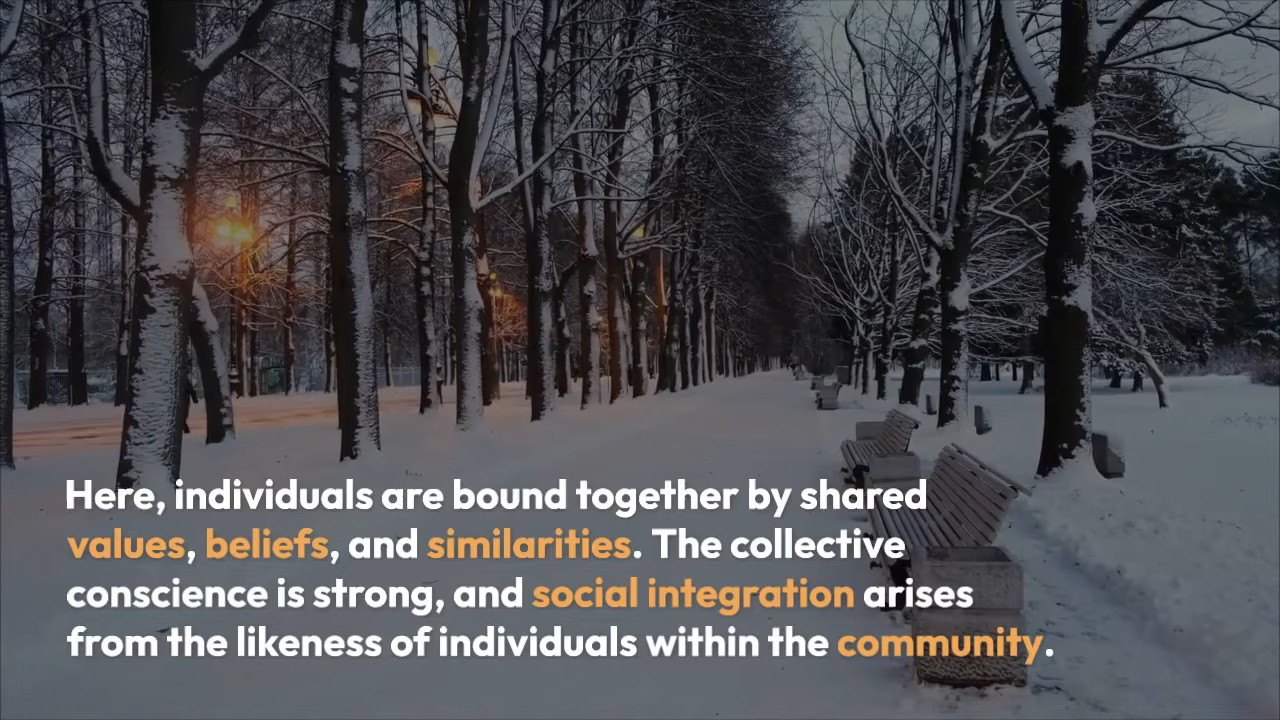 Here, individuals are bound together by shared
values, beliefs, and similarities. The collective
conscience is strong, and social integration arises
from the likeness of individuals within the community.